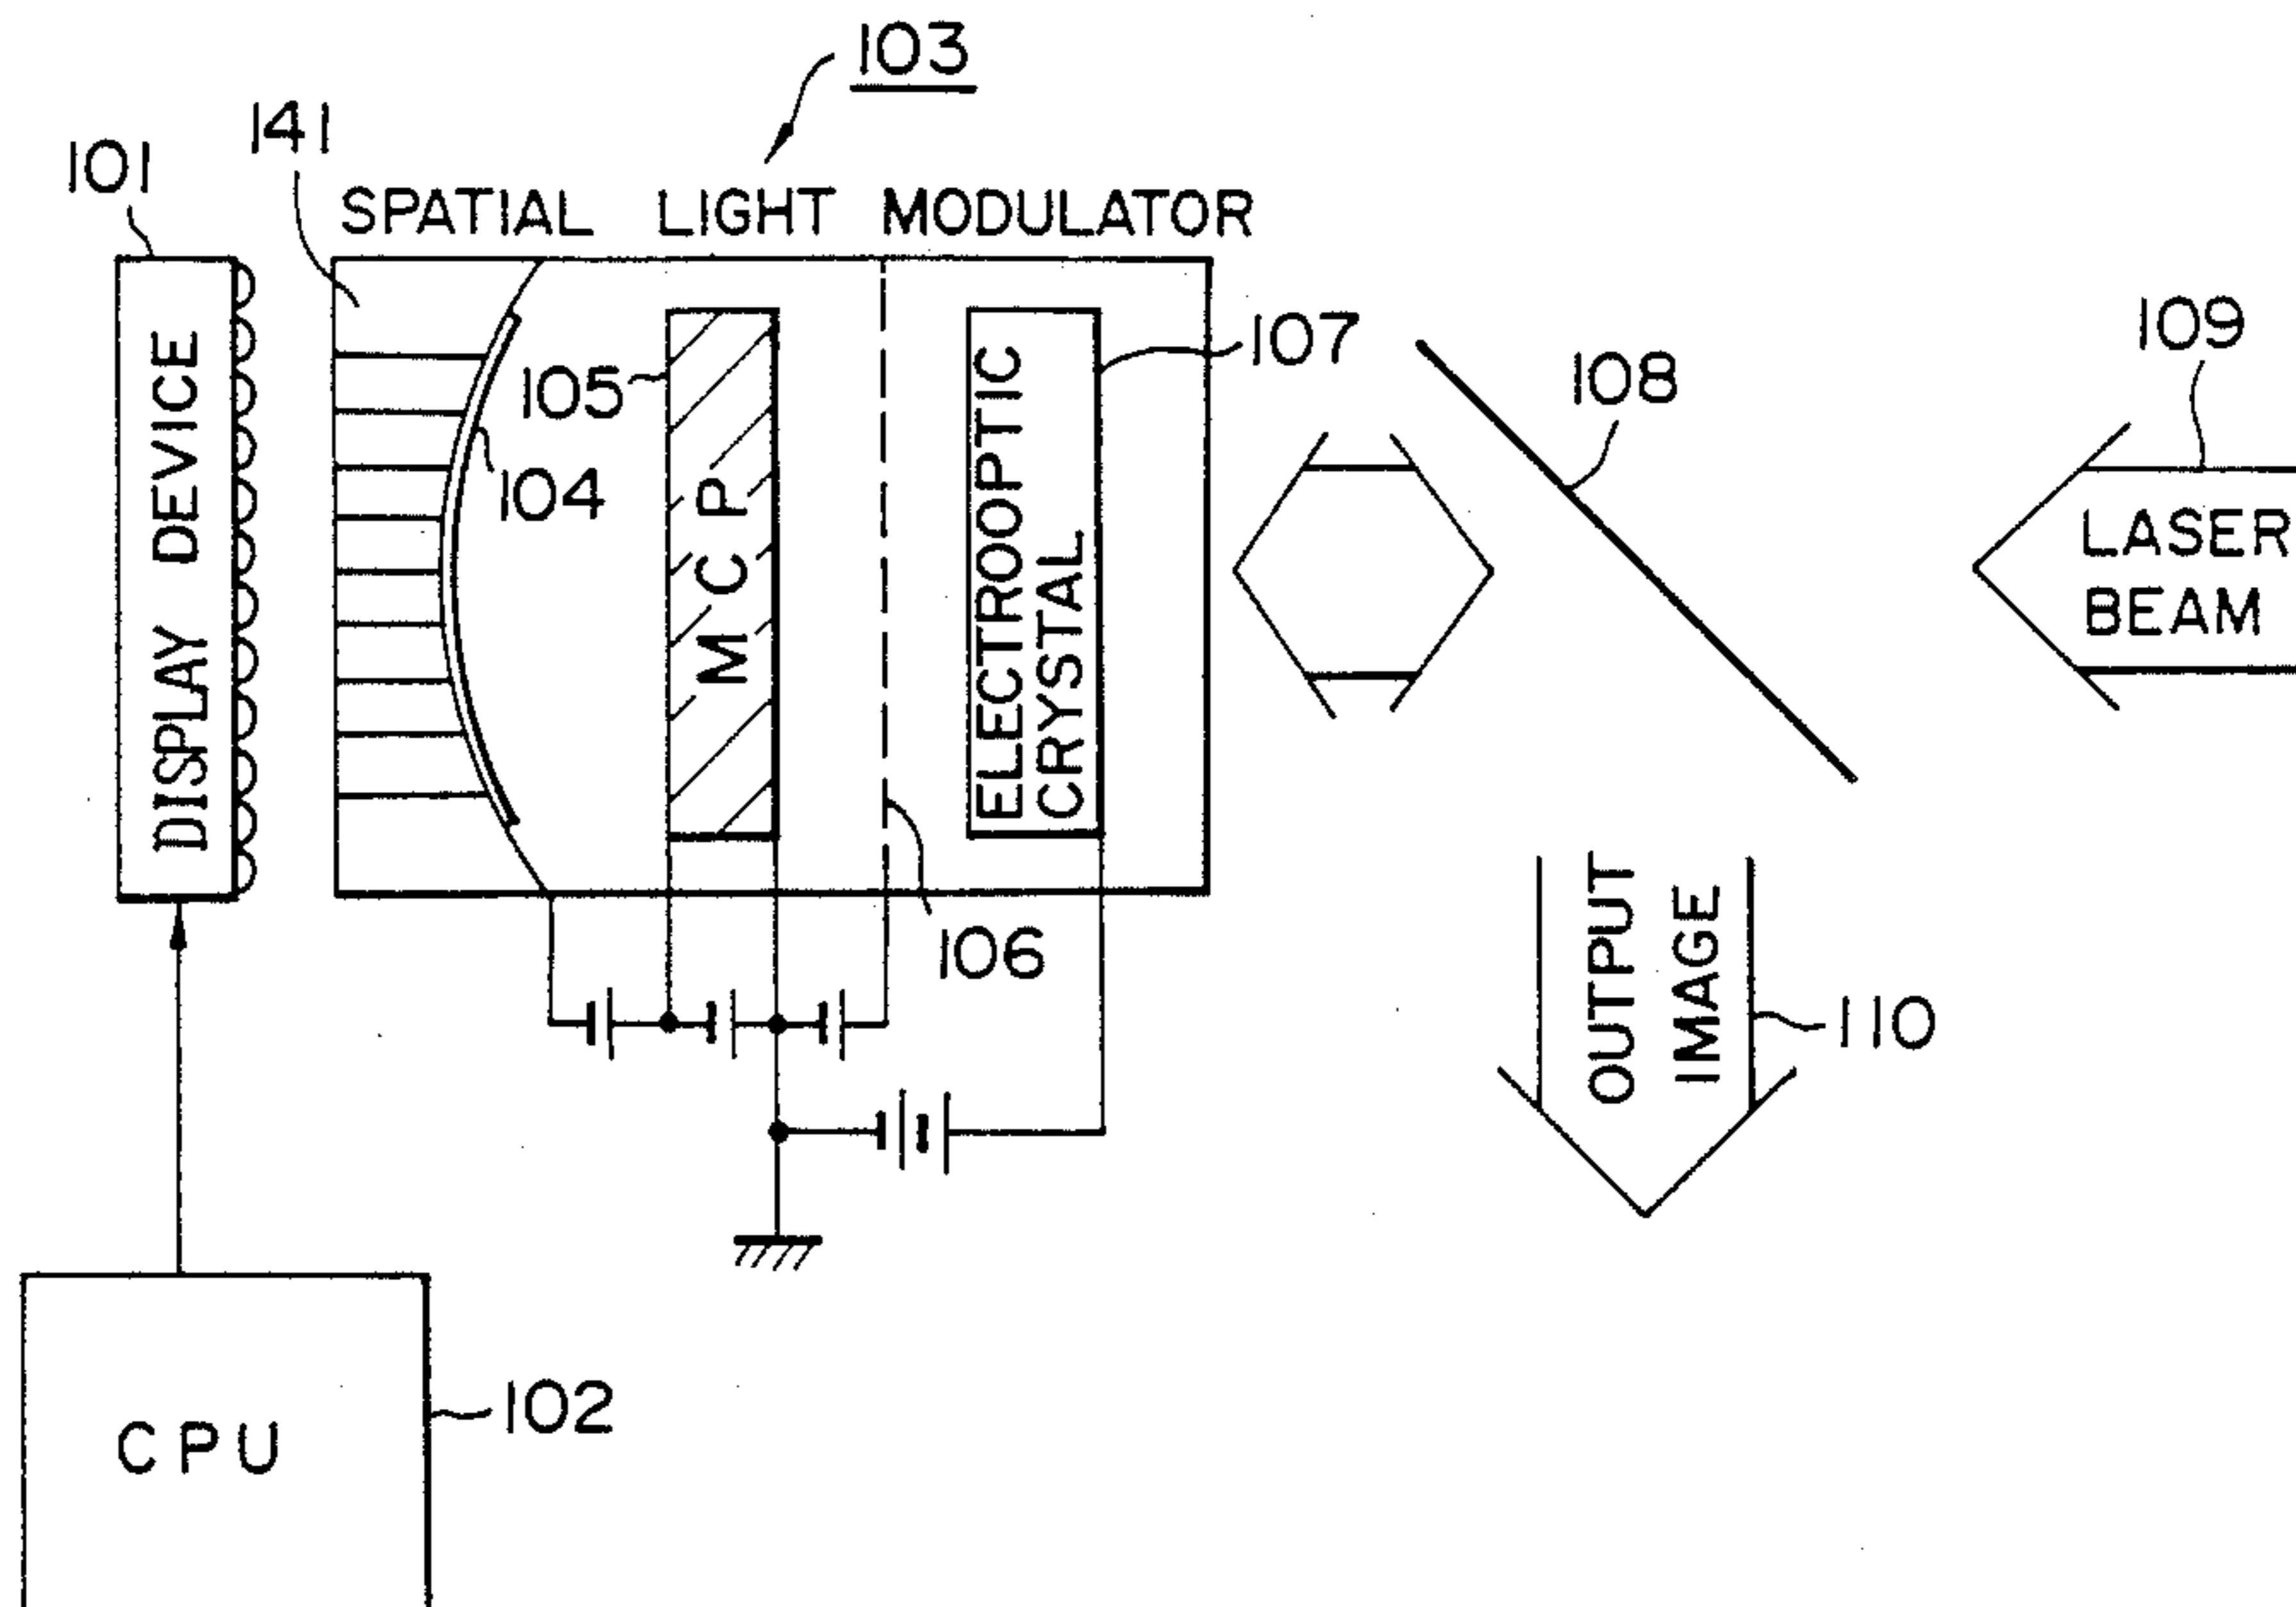 103
141
101
SPATIAL LIGHT MODULATOR
DISPLAY DEVICE
105
104
MCP
ELECTROOPTIC
CRYSTAL
107
108
109
LASER
BEAM
106
OUTPUT
IMAGE
110
CPU
102